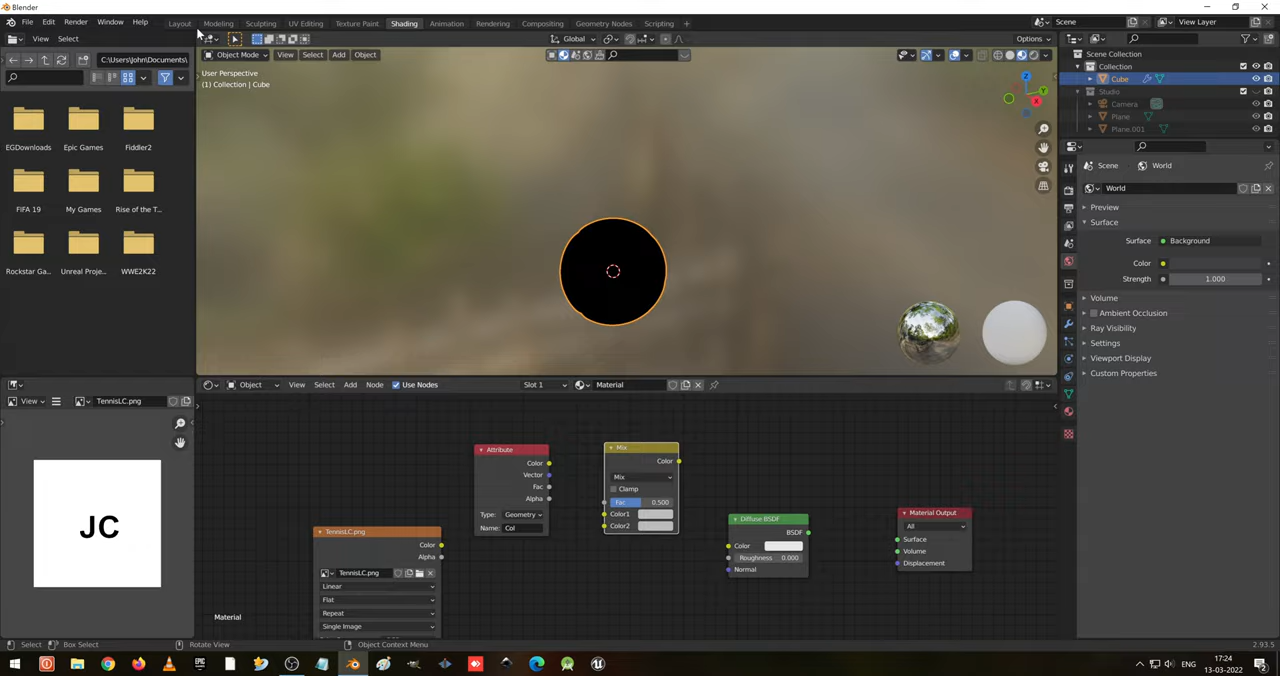 Blender
File Edit Render Window Help
Layout Modeling Sculpting UV Editing Texture Paint Shading Animation Rendering Compositing Geometry Nodes Scripting +
Scene View Layer
View Select
Global Options
C:\Users\John\Documents\
Object Mode View Select Add Object
User Perspective
(1) Collection | Cube
Z
Y
X
Scene Collection
Collection
Cube
Studio
Camera
Plane
Plane.001
EGDownloads Epic Games Fiddler2
FIFA 19 My Games Rise of the T...
Rockstar Ga... Unreal Proje... WWE2K22
Scene World
World
Preview
Surface
Surface Background
Color
Strength 1.000
Volume
Ambient Occlusion
Ray Visibility
Settings
Viewport Display
Custom Properties
View TennisLC.png
JC
Object View Select Add Node Use Nodes Slot 1 Material
Attribute
Color
Vector
Fac
Alpha
Type: Geometry
Name: Col
Mix
Color
Mix
Clamp
Fac 0.500
Color1
Color2
TennisLC.png
Color
Alpha
TennisLC.png
Linear
Flat
Repeat
Single Image
Diffuse BSDF
BSDF
Color
Roughness 0.000
Normal
Material Output
All
Surface
Volume
Displacement
Material
Select Box Select Rotate View Object Context Menu 2.93.5
ENG
17:24
13-03-2022
2